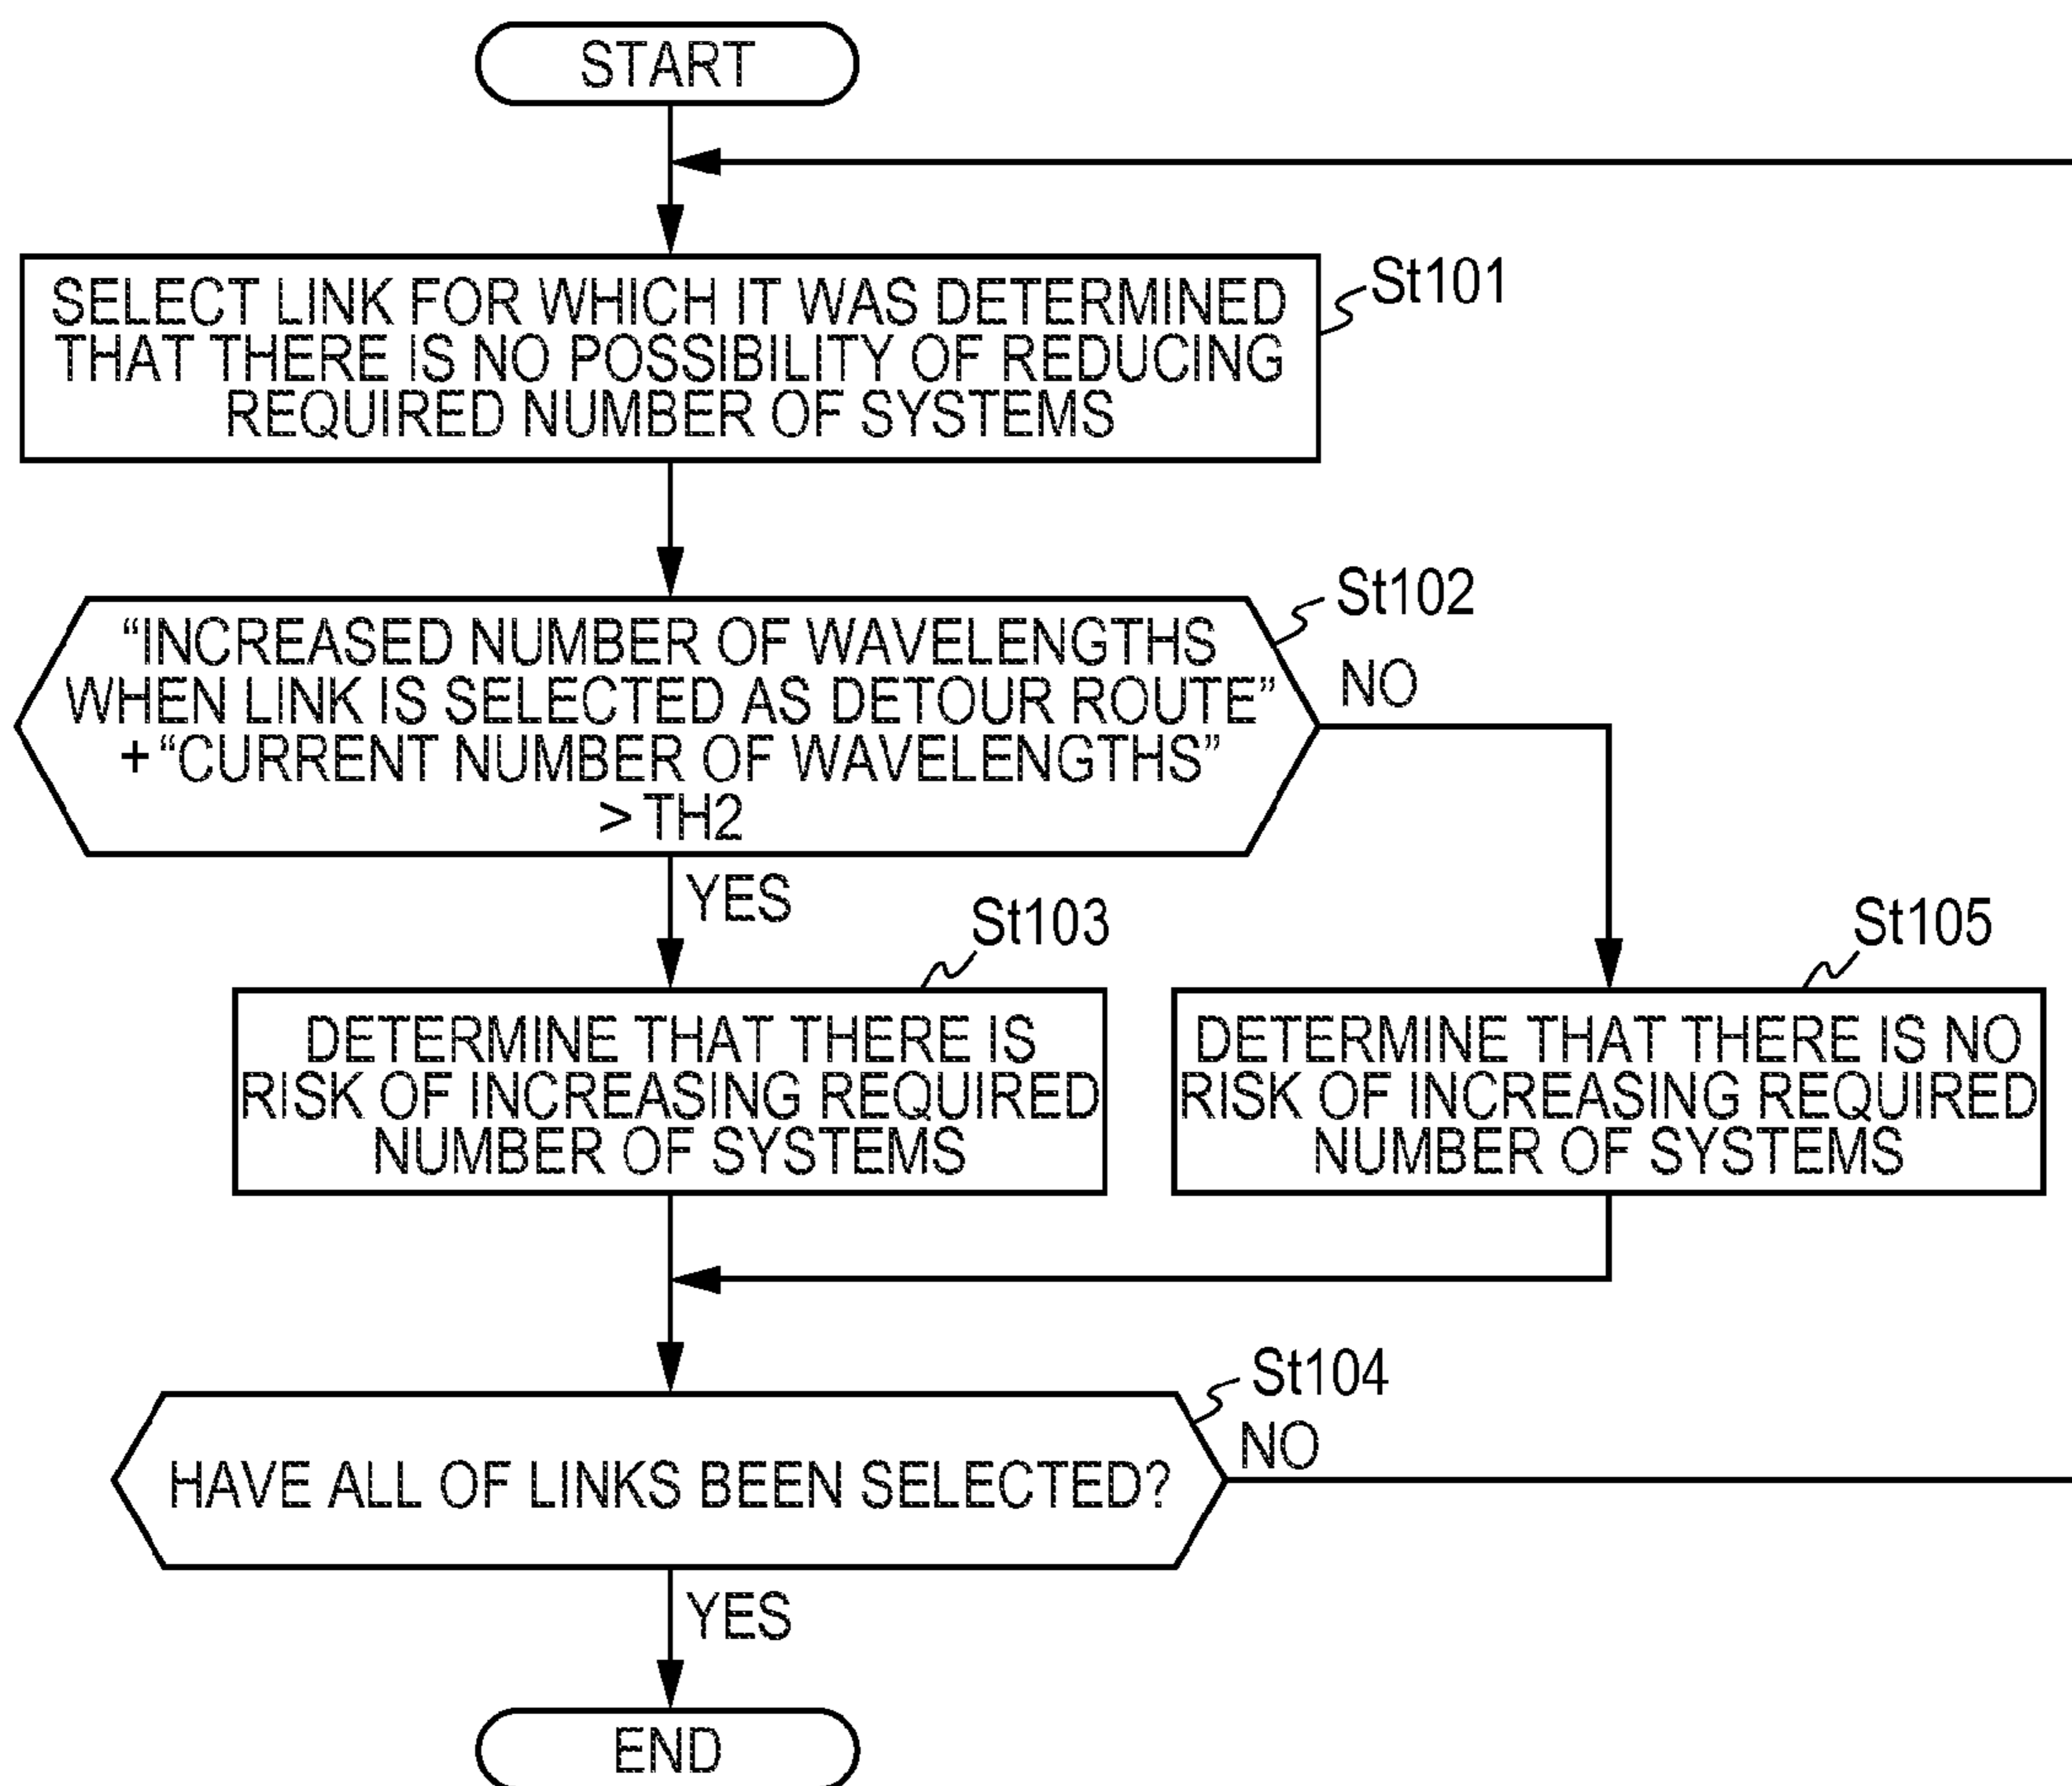 START
SELECT LINK FOR WHICH IT WAS DETERMINED
THAT THERE IS NO POSSIBILITY OF REDUCING
REQUIRED NUMBER OF SYSTEMS
St101
“INCREASED NUMBER OF WAVELENGTHS
WHEN LINK IS SELECTED AS DETOUR ROUTE”
+ “CURRENT NUMBER OF WAVELENGTHS”
> TH2
St102
NO
YES
St103
DETERMINE THAT THERE IS
RISK OF INCREASING REQUIRED
NUMBER OF SYSTEMS
St105
DETERMINE THAT THERE IS NO
RISK OF INCREASING REQUIRED
NUMBER OF SYSTEMS
St104
HAVE ALL OF LINKS BEEN SELECTED?
NO
YES
END